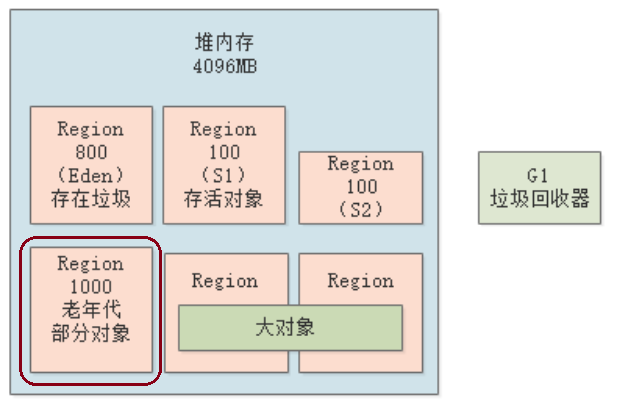 堆内存
4096MB
Region
800
(Eden)
存在垃圾
Region
100
(S1)
存活对象
Region
100
(S2)
G1
垃圾回收器
Region
1000
老年代
部分对象
Region
Region
大对象